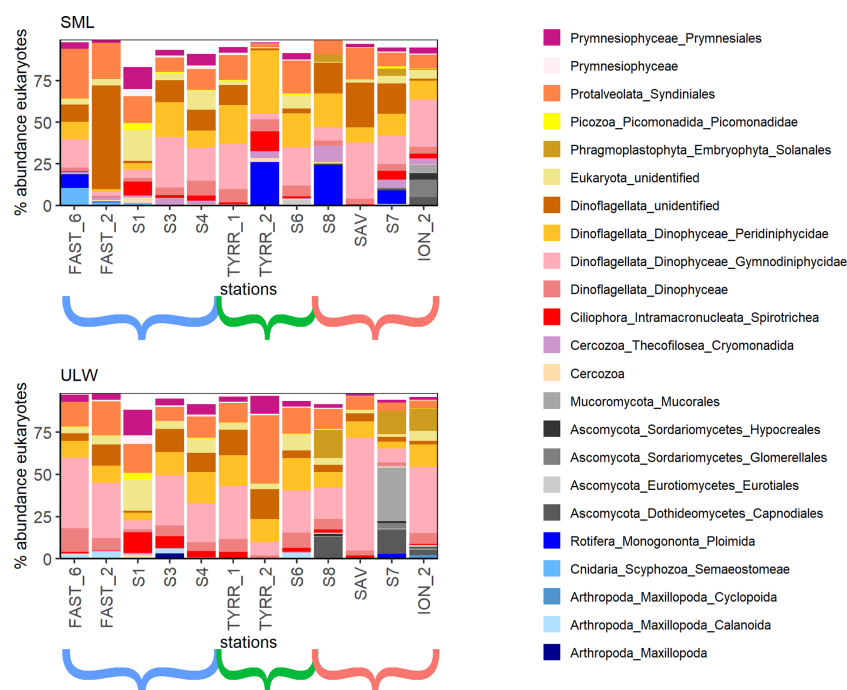 SML
% abundance eukaryotes
75
50
25
0
FAST_6
FAST_2
S1
S3
S4
TYRR_1
TYRR_2
S6
S8
SAV
S7
ION_2
stations
ULW
% abundance eukaryotes
75
50
25
0
FAST_6
FAST_2
S1
S3
S4
TYRR_1
TYRR_2
S6
S8
SAV
S7
ION_2
stations
Prymnesiophyceae_Prymnesiales
Prymnesiophyceae
Protalveolata_Syndiniales
Picozoa_Picomonadida_Picomonadidae
Phragmoplastophyta_Embryophyta_Solanales
Eukaryota_unidentified
Dinoflagellata_unidentified
Dinoflagellata_Dinophyceae_Peridiniphycidae
Dinoflagellata_Dinophyceae_Gymnodiniphycidae
Dinoflagellata_Dinophyceae
Ciliophora_Intramacronucleata_Spirotrichea
Cercozoa_Thecofilosea_Cryomonadida
Cercozoa
Mucoromycota_Mucorales
Ascomycota_Sordariomycetes_Hypocreales
Ascomycota_Sordariomycetes_Glomerellales
Ascomycota_Eurotiomycetes_Eurotiales
Ascomycota_Dothideomycetes_Capnodiales
Rotifera_Monogononta_Ploimida
Cnidaria_Scyphozoa_Semaeostomeae
Arthropoda_Maxillopoda_Cyclopoida
Arthropoda_Maxillopoda_Calanoida
Arthropoda_Maxillopoda